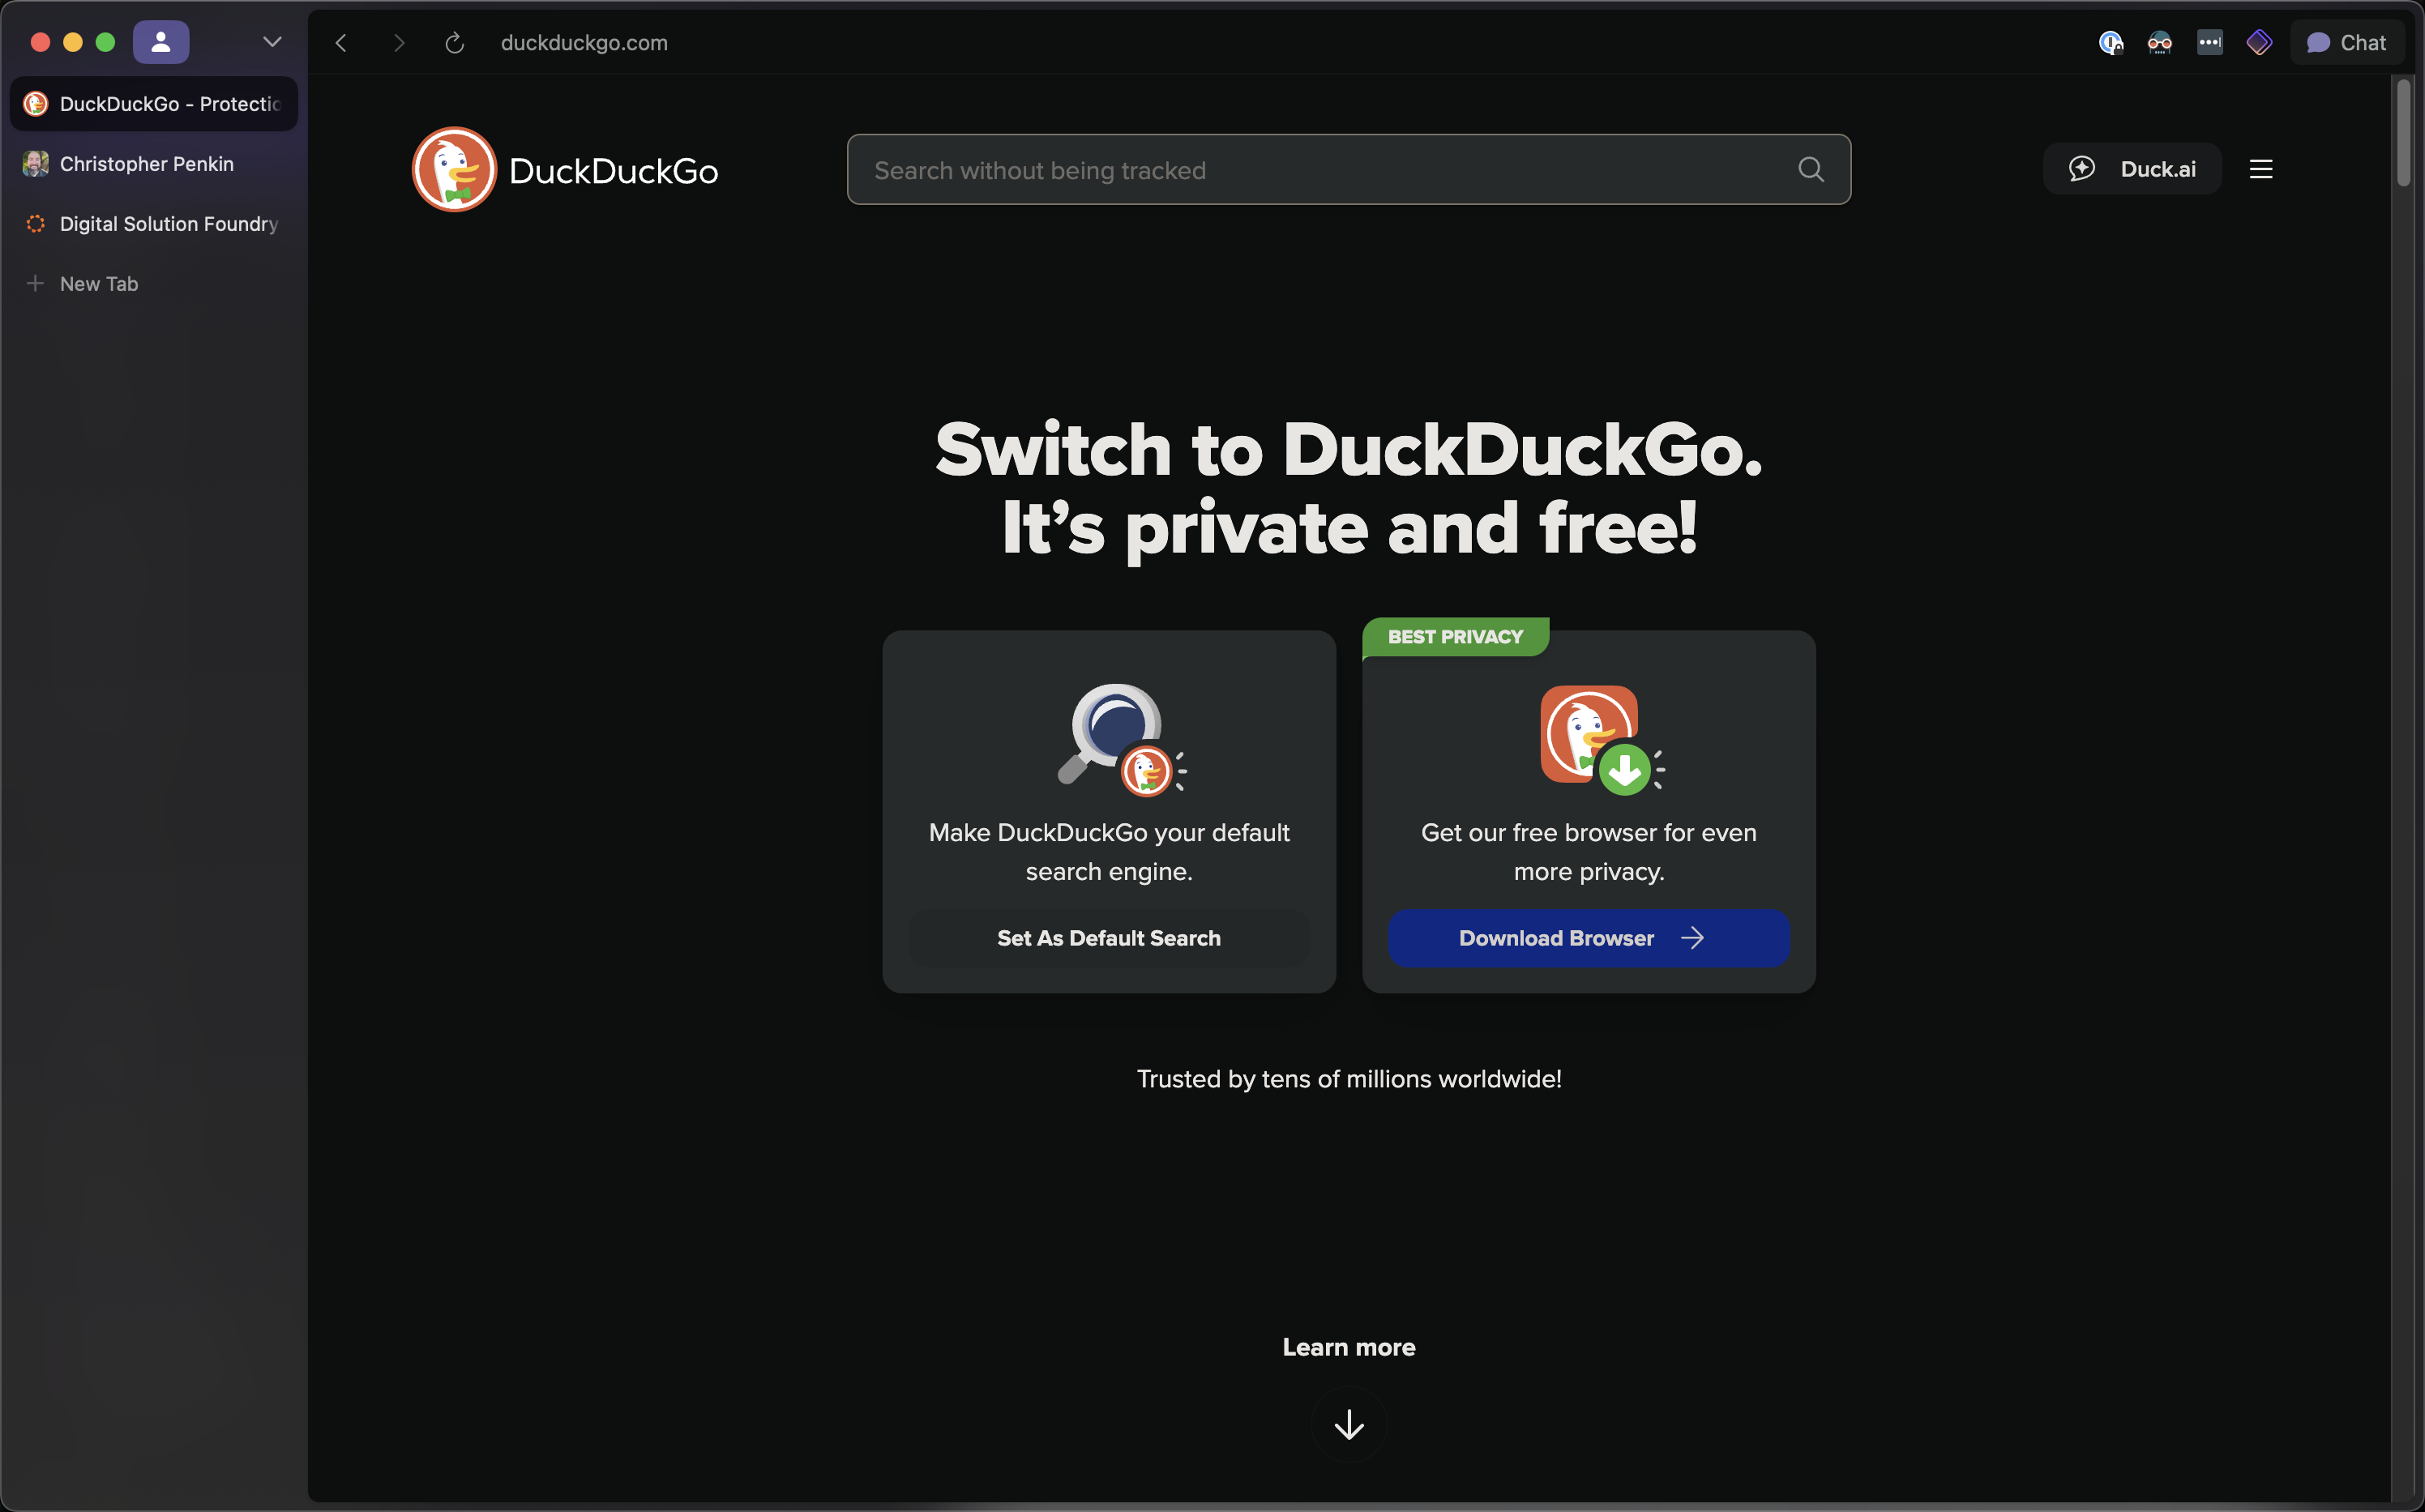 duckduckgo.com
Chat
DuckDuckGo - Protectio
Christopher Penkin
Digital Solution Foundry
New Tab
DuckDuckGo
Search without being tracked
Duck.ai
Switch to DuckDuckGo.
It’s private and free!
Make DuckDuckGo your default
search engine.
Set As Default Search
BEST PRIVACY
Get our free browser for even
more privacy.
Download Browser
Trusted by tens of millions worldwide!
Learn more